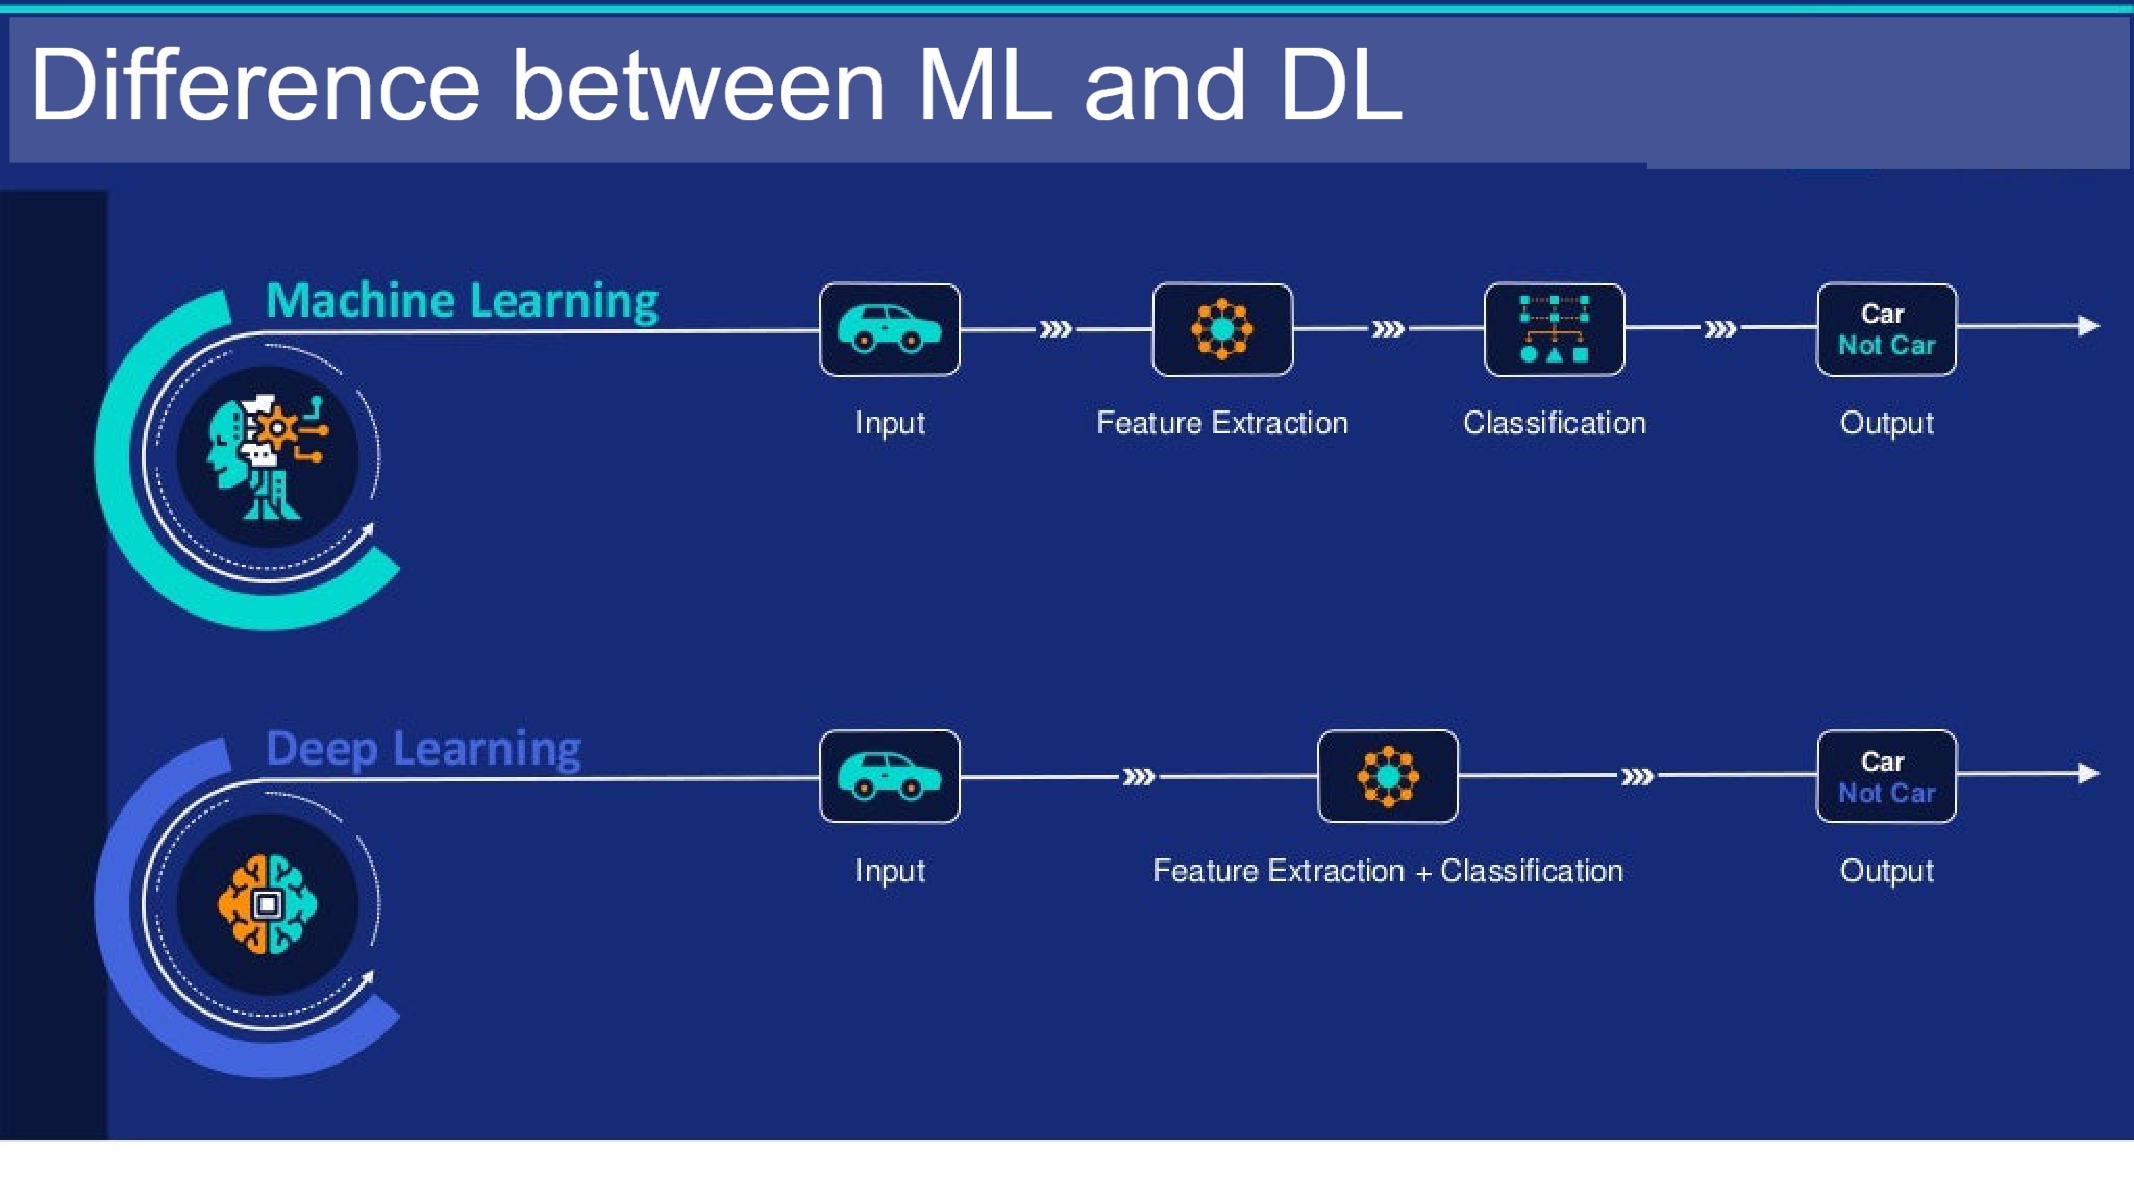 Difference between ML and DL
Machine Learning
Car
Not Car
Input
Feature Extraction
Classification
Output
Deep Learning
Car
Not Car
Input
Feature Extraction + Classification
Output